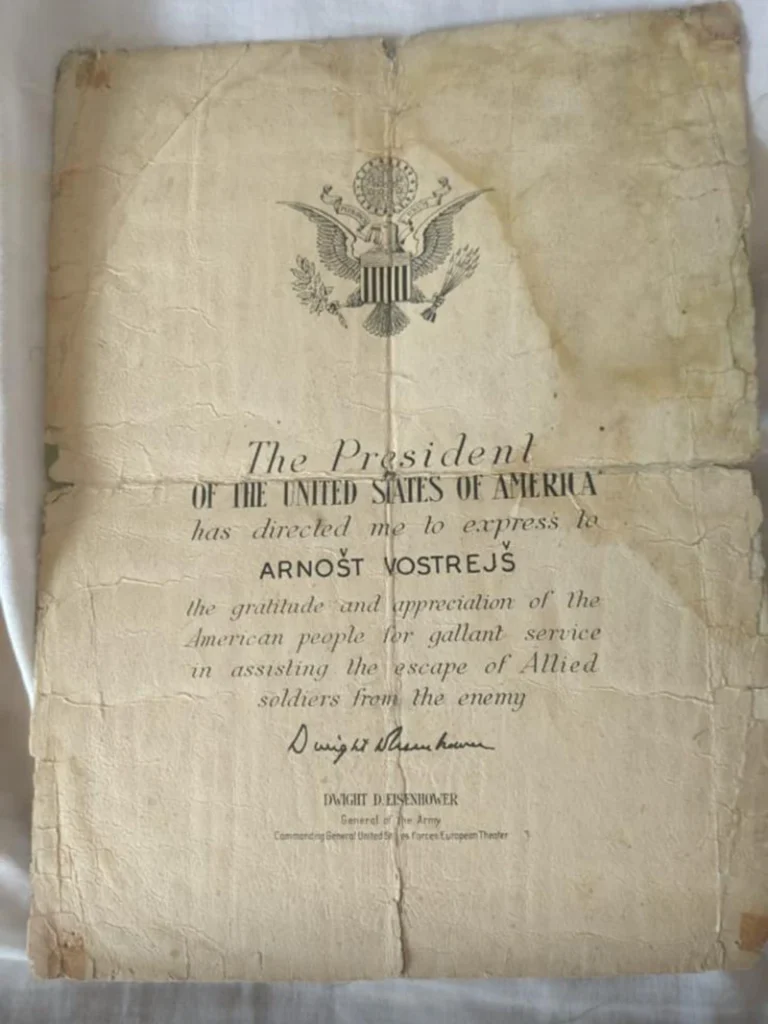 The President
OF THE UNITED STATES OF AMERICA
has directed me to express to
ARNOŠT VOSTREJŠ
the gratitude and appreciation of the
American people for gallant service
in assisting the escape of Allied
soldiers from the enemy
Dwight D. Eisenhower
DWIGHT D. EISENHOWER
General of the Army
Commanding General United States Forces European Theater